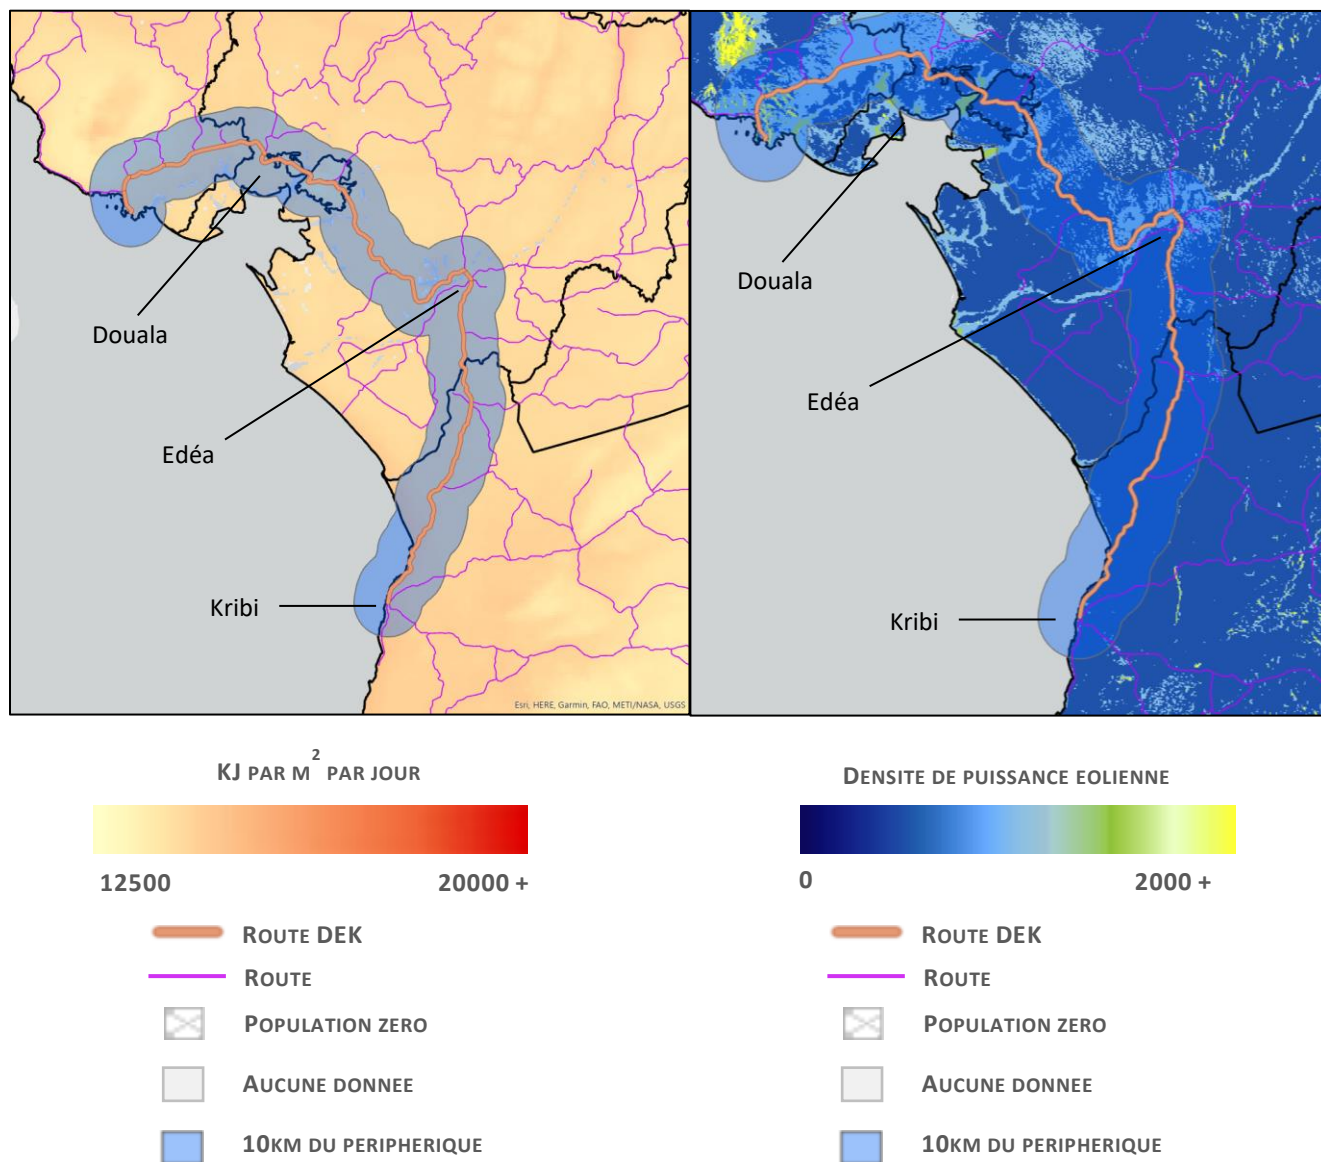 Douala
Edéa
Kribi
Esri, HERE, Garmin, FAO, METI/NASA, USGS
Douala
Edéa
Kribi
KJ PAR M² PAR JOUR
12500 20000 +
ROUTE DEK
ROUTE
POPULATION ZERO
AUCUNE DONNEE
10KM DU PERIPHERIQUE
DENSITE DE PUISSANCE EOLIENNE
0 2000 +
ROUTE DEK
ROUTE
POPULATION ZERO
AUCUNE DONNEE
10KM DU PERIPHERIQUE